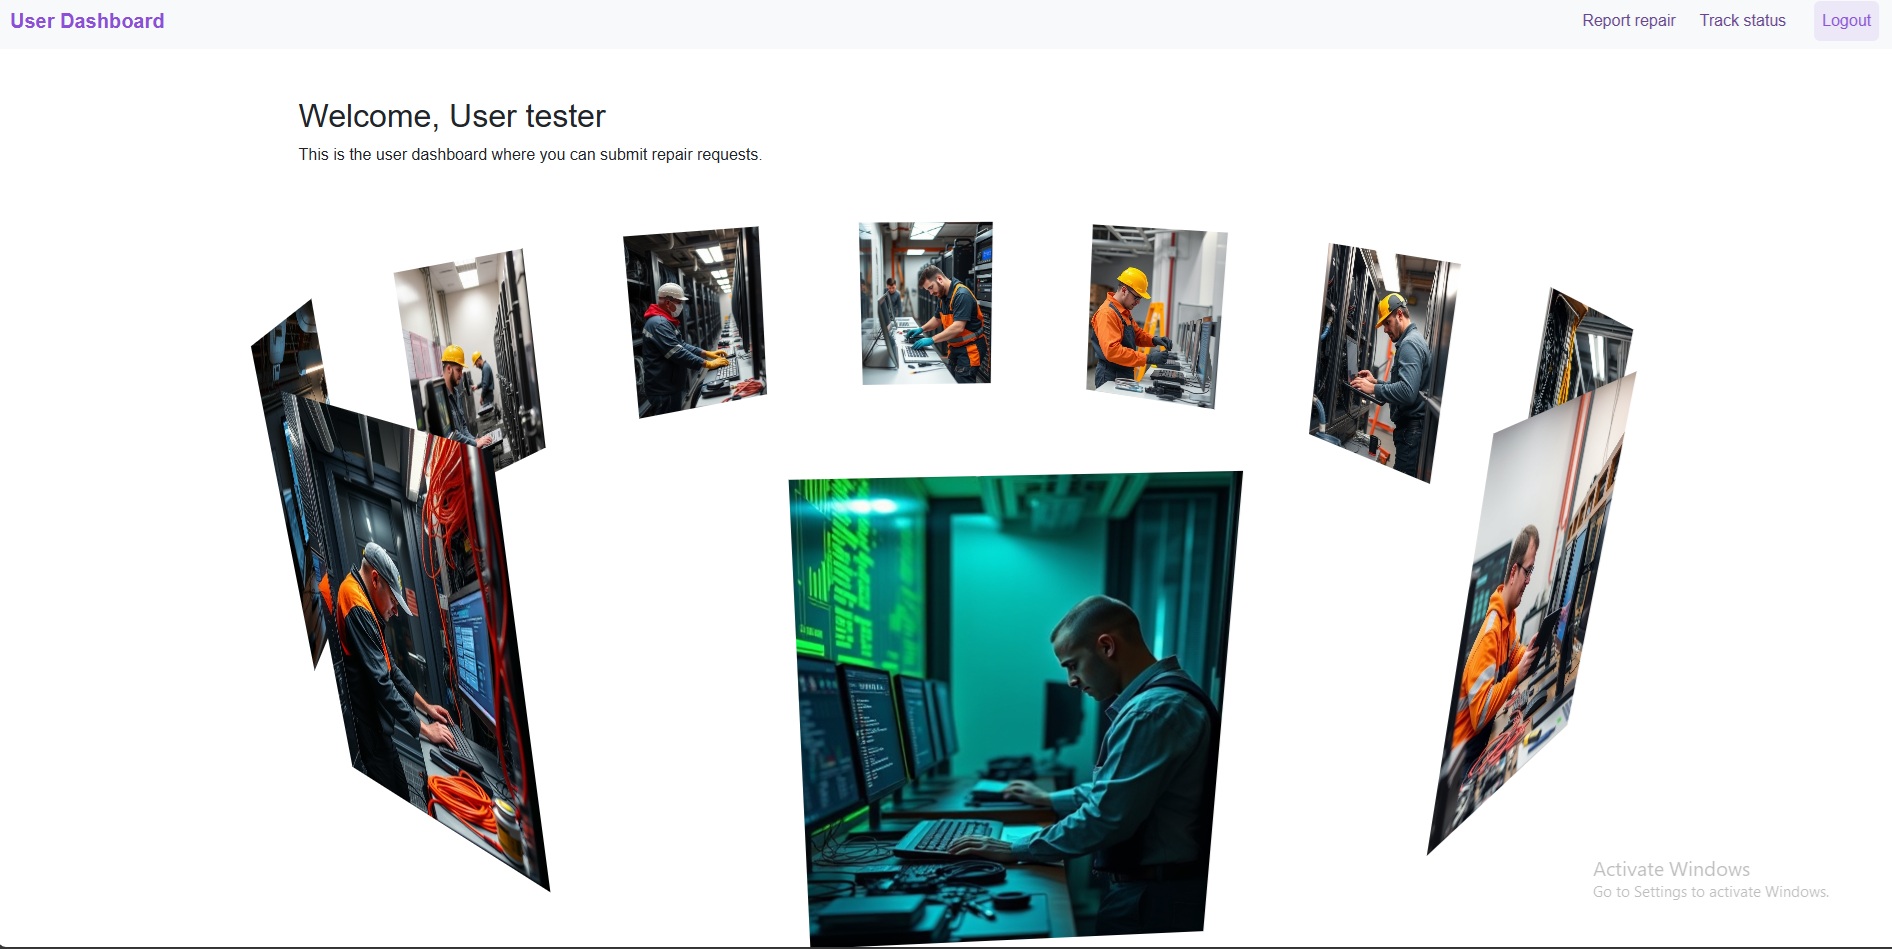 User Dashboard
Report repair
Track status
Logout
Welcome, User tester
This is the user dashboard where you can submit repair requests.
Activate Windows
Go to Settings to activate Windows.